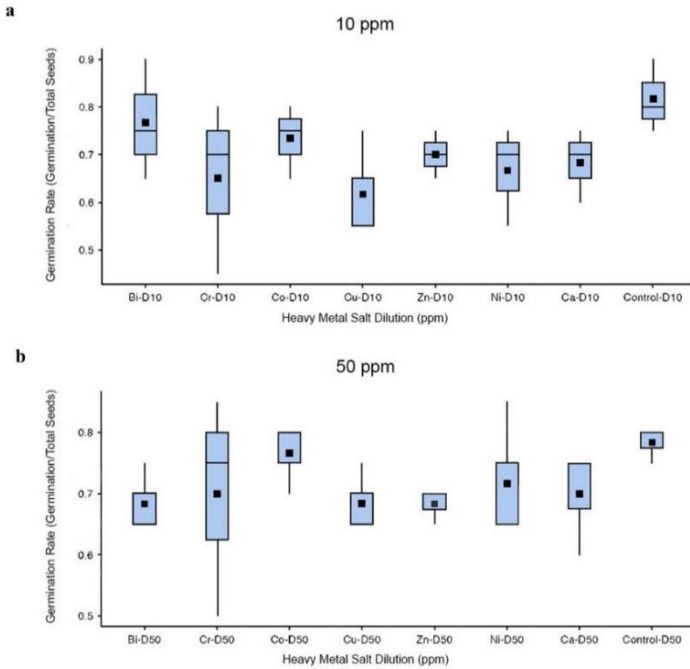 a
10 ppm
Germination Rate (Germination/Total Seeds)
0.9
0.8
0.7
0.6
0.5
Bi-D10 Cr-D10 Co-D10 Cu-D10 Zn-D10 Ni-D10 Ca-D10 Control-D10
Heavy Metal Salt Dilution (ppm)
b
50 ppm
Germination Rate (Germination/Total Seeds)
0.8
0.7
0.6
0.5
Bi-D50 Cr-D50 Co-D50 Cu-D50 Zn-D50 Ni-D50 Ca-D50 Control-D50
Heavy Metal Salt Dilution (ppm)